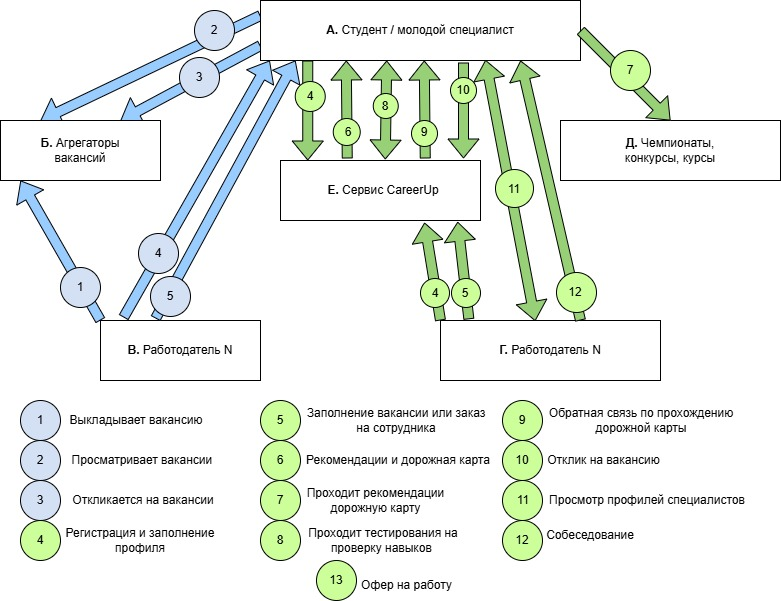 А. Студент / молодой специалист
2
3
7
4
6
8
9
10
Б. Агрегаторы
вакансий
Д. Чемпионаты,
конкурсы, курсы
Е. Сервис CareerUp
11
4
1
5
4
5
12
В. Работодатель N
Г. Работодатель N
1
Выкладывает вакансию
2
Просматривает вакансии
3
Откликается на вакансии
4
Регистрация и заполнение
профиля
5
Заполнение вакансии или заказ
на сотрудника
6
Рекомендации и дорожная карта
7
Проходит рекомендации
дорожную карту
8
Проходит тестирования на
проверку навыков
9
Обратная связь по прохождению
дорожной карты
10
Отклик на вакансию
11
Просмотр профилей специалистов
12
Собеседование
13
Офер на работу